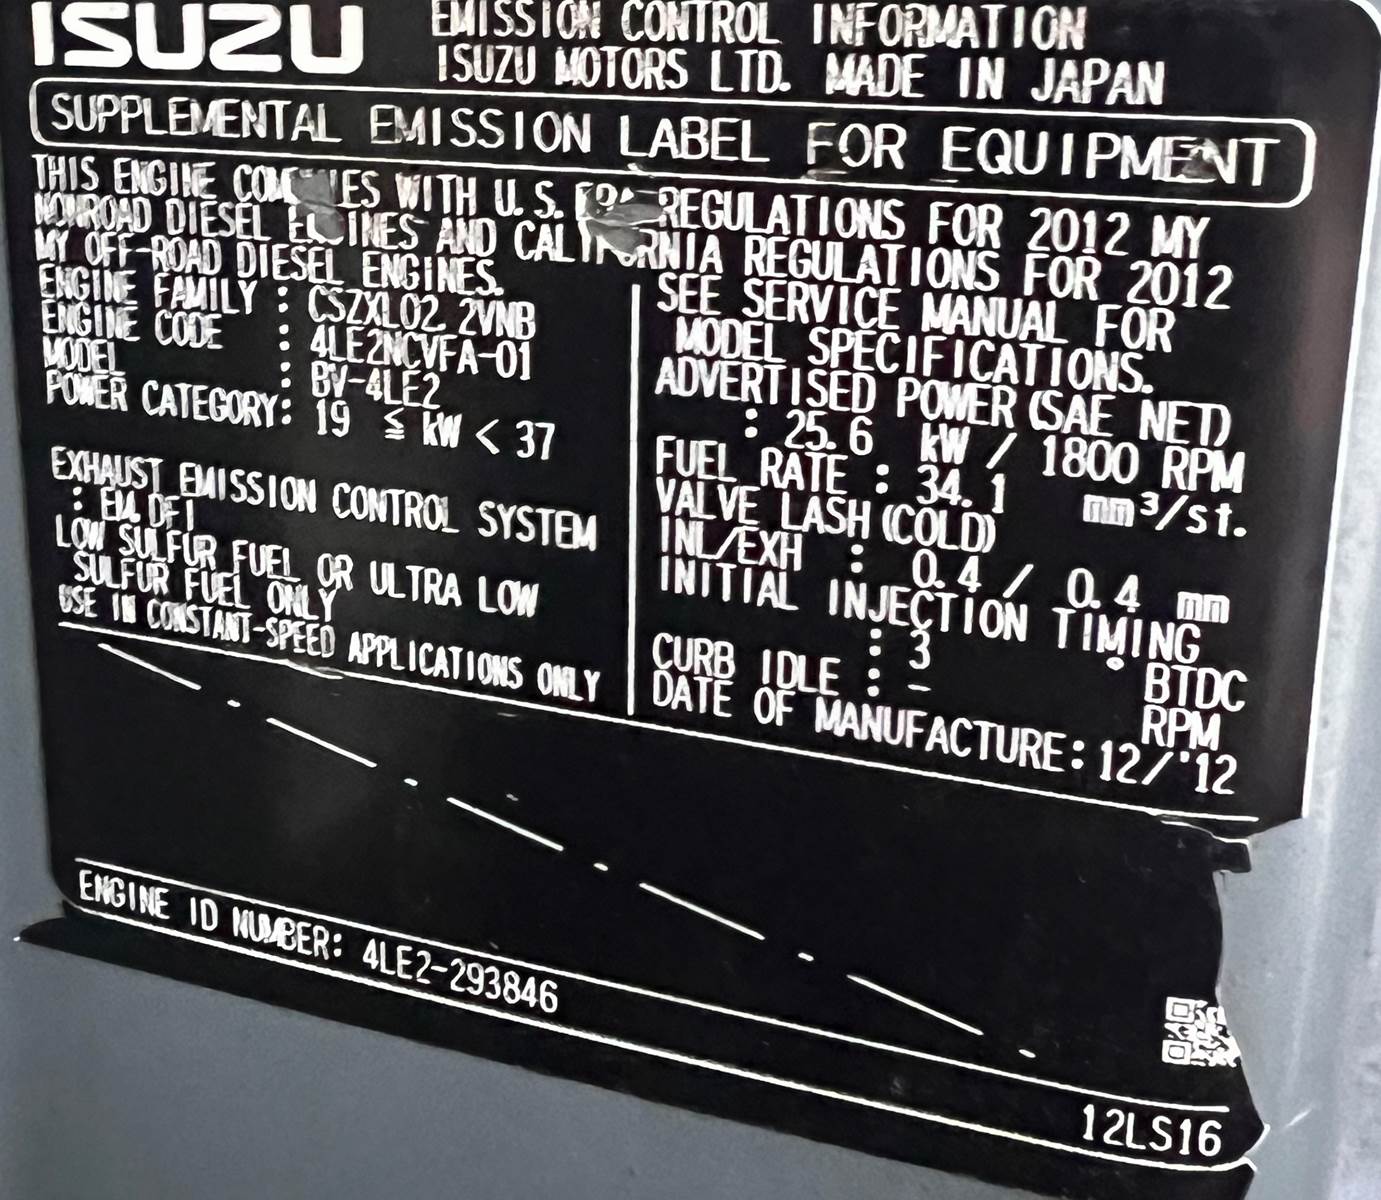 ISUZU
EMISSION CONTROL INFORMATION
ISUZU MOTORS LTD. MADE IN JAPAN
SUPPLEMENTAL EMISSION LABEL FOR EQUIPMENT
THIS ENGINE COMPLIES WITH U.S. EPA REGULATIONS FOR 2012 MY
NONROAD DIESEL ENGINES AND CALIFORNIA REGULATIONS FOR 2012
MY OFF-ROAD DIESEL ENGINES.
ENGINE FAMILY : CSZXL02.2VNB
ENGINE CODE : 4LE2NCVFA-01
MODEL : BV-4LE2
POWER CATEGORY: 19 ≦ kW < 37
EXHAUST EMISSION CONTROL SYSTEM
: EM, DFI
LOW SULFUR FUEL OR ULTRA LOW
SULFUR FUEL ONLY
USE IN CONSTANT-SPEED APPLICATIONS ONLY
SEE SERVICE MANUAL FOR
MODEL SPECIFICATIONS.
ADVERTISED POWER (SAE NET)
: 25.6 kW / 1800 RPM
FUEL RATE : 34.1 mm³/st.
VALVE LASH (COLD)
INL/EXH : 0.4 / 0.4 mm
INITIAL INJECTION TIMING
: 3 ° BTDC
CURB IDLE : - RPM
DATE OF MANUFACTURE: 12/'12
ENGINE ID NUMBER: 4LE2-293846
12LS16